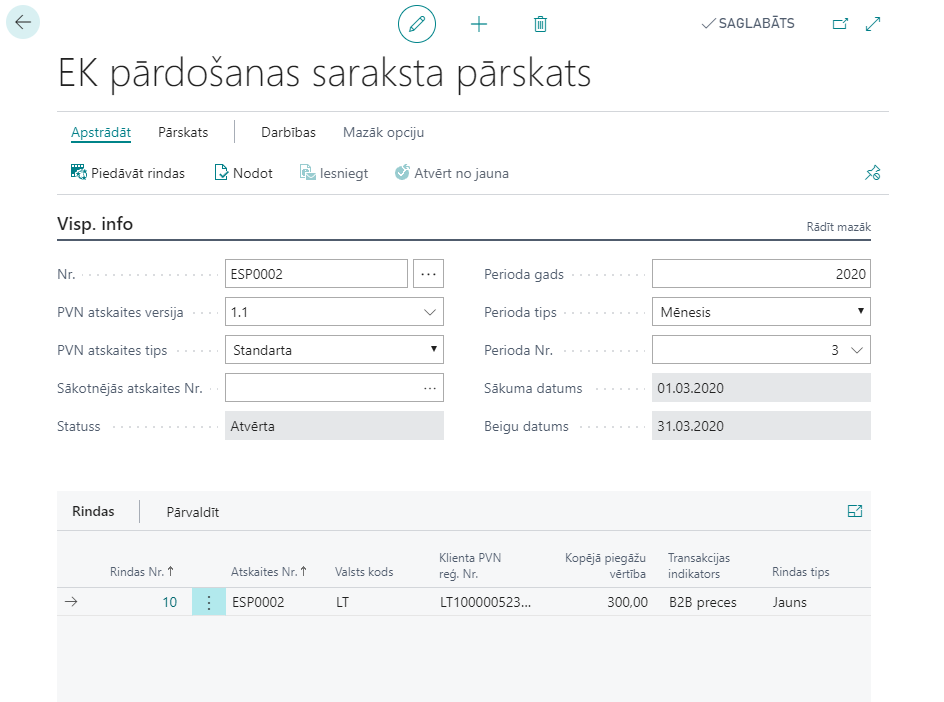 SAGLABĀTS
EK pārdošanas saraksta pārskats
Apstrādāt Pārskats Darbības Mazāk opciju
Piedāvāt rindas Nodot Iesniegt Atvērt no jauna
Visp. info Rādīt mazāk
Nr. ESP0002 Perioda gads 2020
PVN atskaites versija 1.1 Perioda tips Mēnesis
PVN atskaites tips Standarta Perioda Nr. 3
Sākotnējās atskaites Nr. Sākuma datums 01.03.2020
Statuss Atvērta Beigu datums 31.03.2020
Rindas Pārvaldīt
Klienta PVN Kopējā piegāžu Transakcijas
Rindas Nr. Atskaites Nr. Valsts kods reģ. Nr. vērtība indikators Rindas tips
10 ESP0002 LT LT100000523... 300,00 B2B preces Jauns